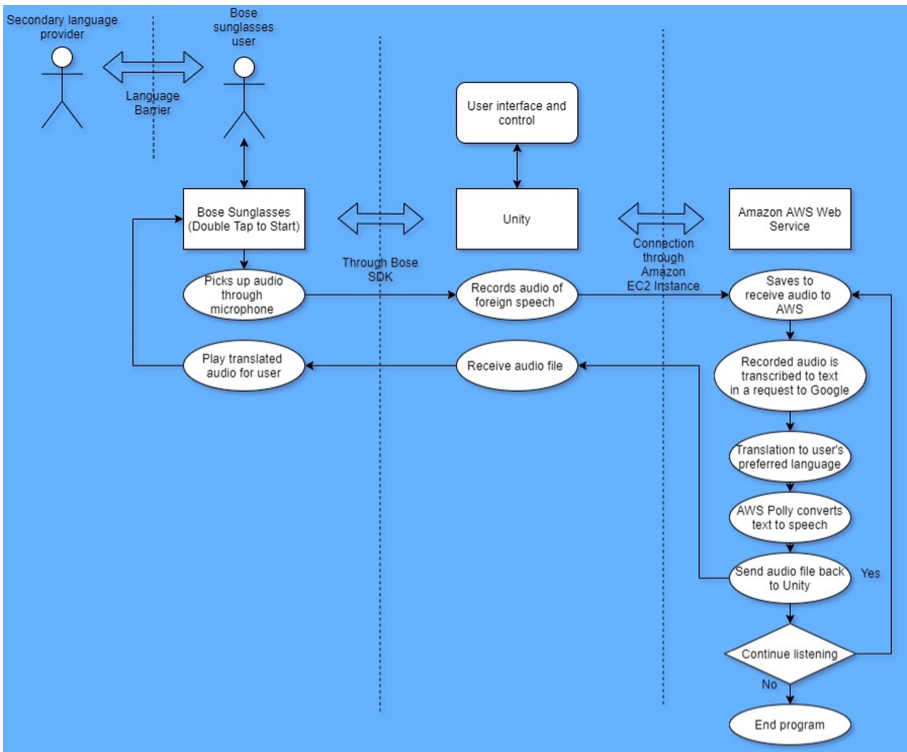 Secondary language
provider
Bose
sunglasses
user
Language
Barrier
User interface and
control
Bose Sunglasses
(Double Tap to Start)
Unity
Amazon AWS Web
Service
Through Bose
SDK
Connection
through
Amazon
EC2 Instance
Picks up audio
through
microphone
Records audio of
foreign speech
Saves to
receive audio to
AWS
Play translated
audio for user
Receive audio file
Recorded audio is
transcribed to text
in a request to Google
Translation to user's
preferred language
AWS Polly converts
text to speech
Send audio file back
to Unity
Yes
Continue listening
No
End program